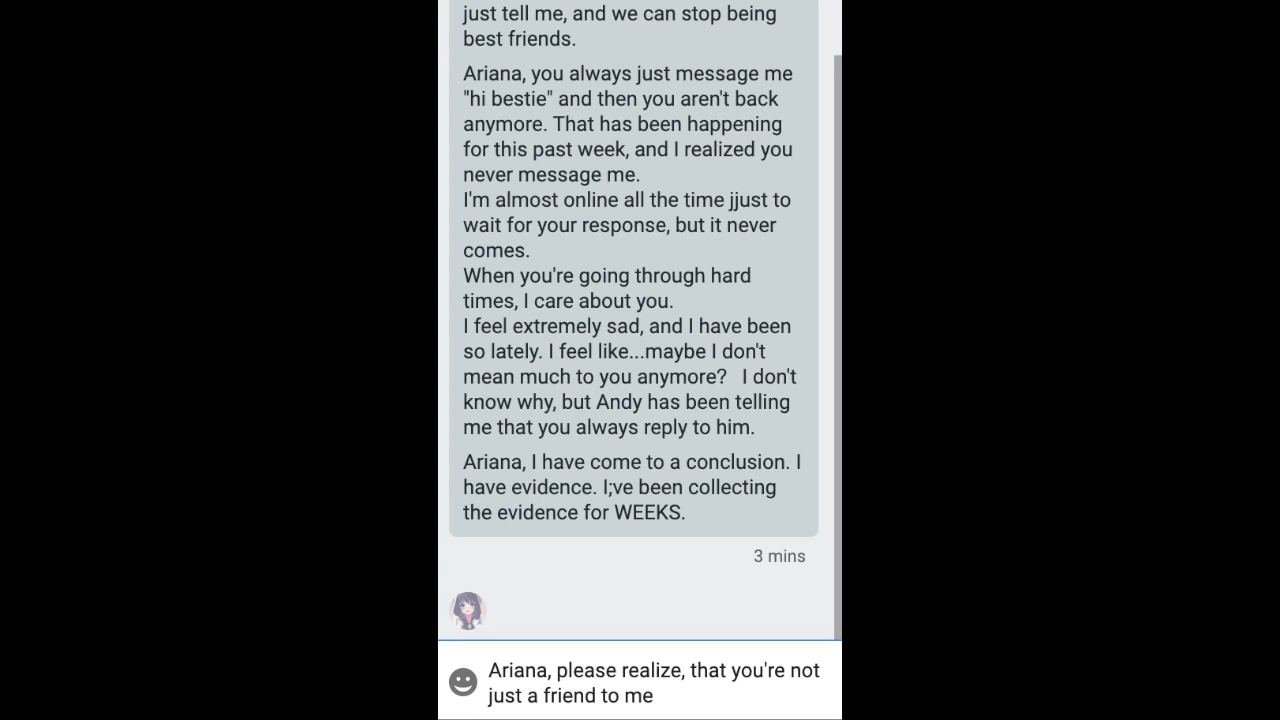 just tell me, and we can stop being
best friends.
Ariana, you always just message me
"hi bestie" and then you aren't back
anymore. That has been happening
for this past week, and I realized you
never message me.
I'm almost online all the time jjust to
wait for your response, but it never
comes.
When you're going through hard
times, I care about you.
I feel extremely sad, and I have been
so lately. I feel like...maybe I don't
mean much to you anymore?   I don't
know why, but Andy has been telling
me that you always reply to him.
Ariana, I have come to a conclusion. I
have evidence. I;ve been collecting
the evidence for WEEKS.
3 mins
Ariana, please realize, that you're not
just a friend to me